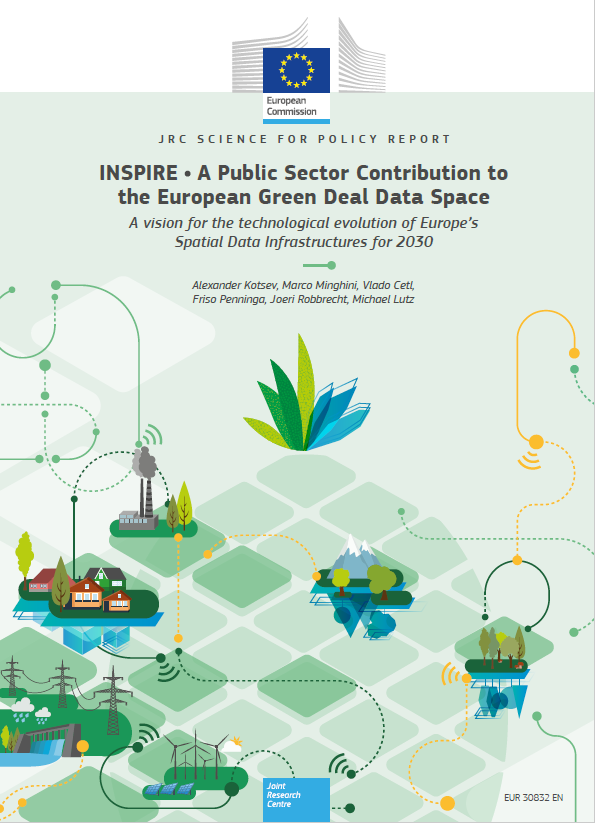 European
Commission
JRC SCIENCE FOR POLICY REPORT
INSPIRE • A Public Sector Contribution to
the European Green Deal Data Space
A vision for the technological evolution of Europe's
Spatial Data Infrastructures for 2030
Alexander Kotsev, Marco Minghini, Vlado Cetl,
Friso Penninga, Joeri Robbrecht, Michael Lutz
Joint
Research
Centre
EUR 30832 EN